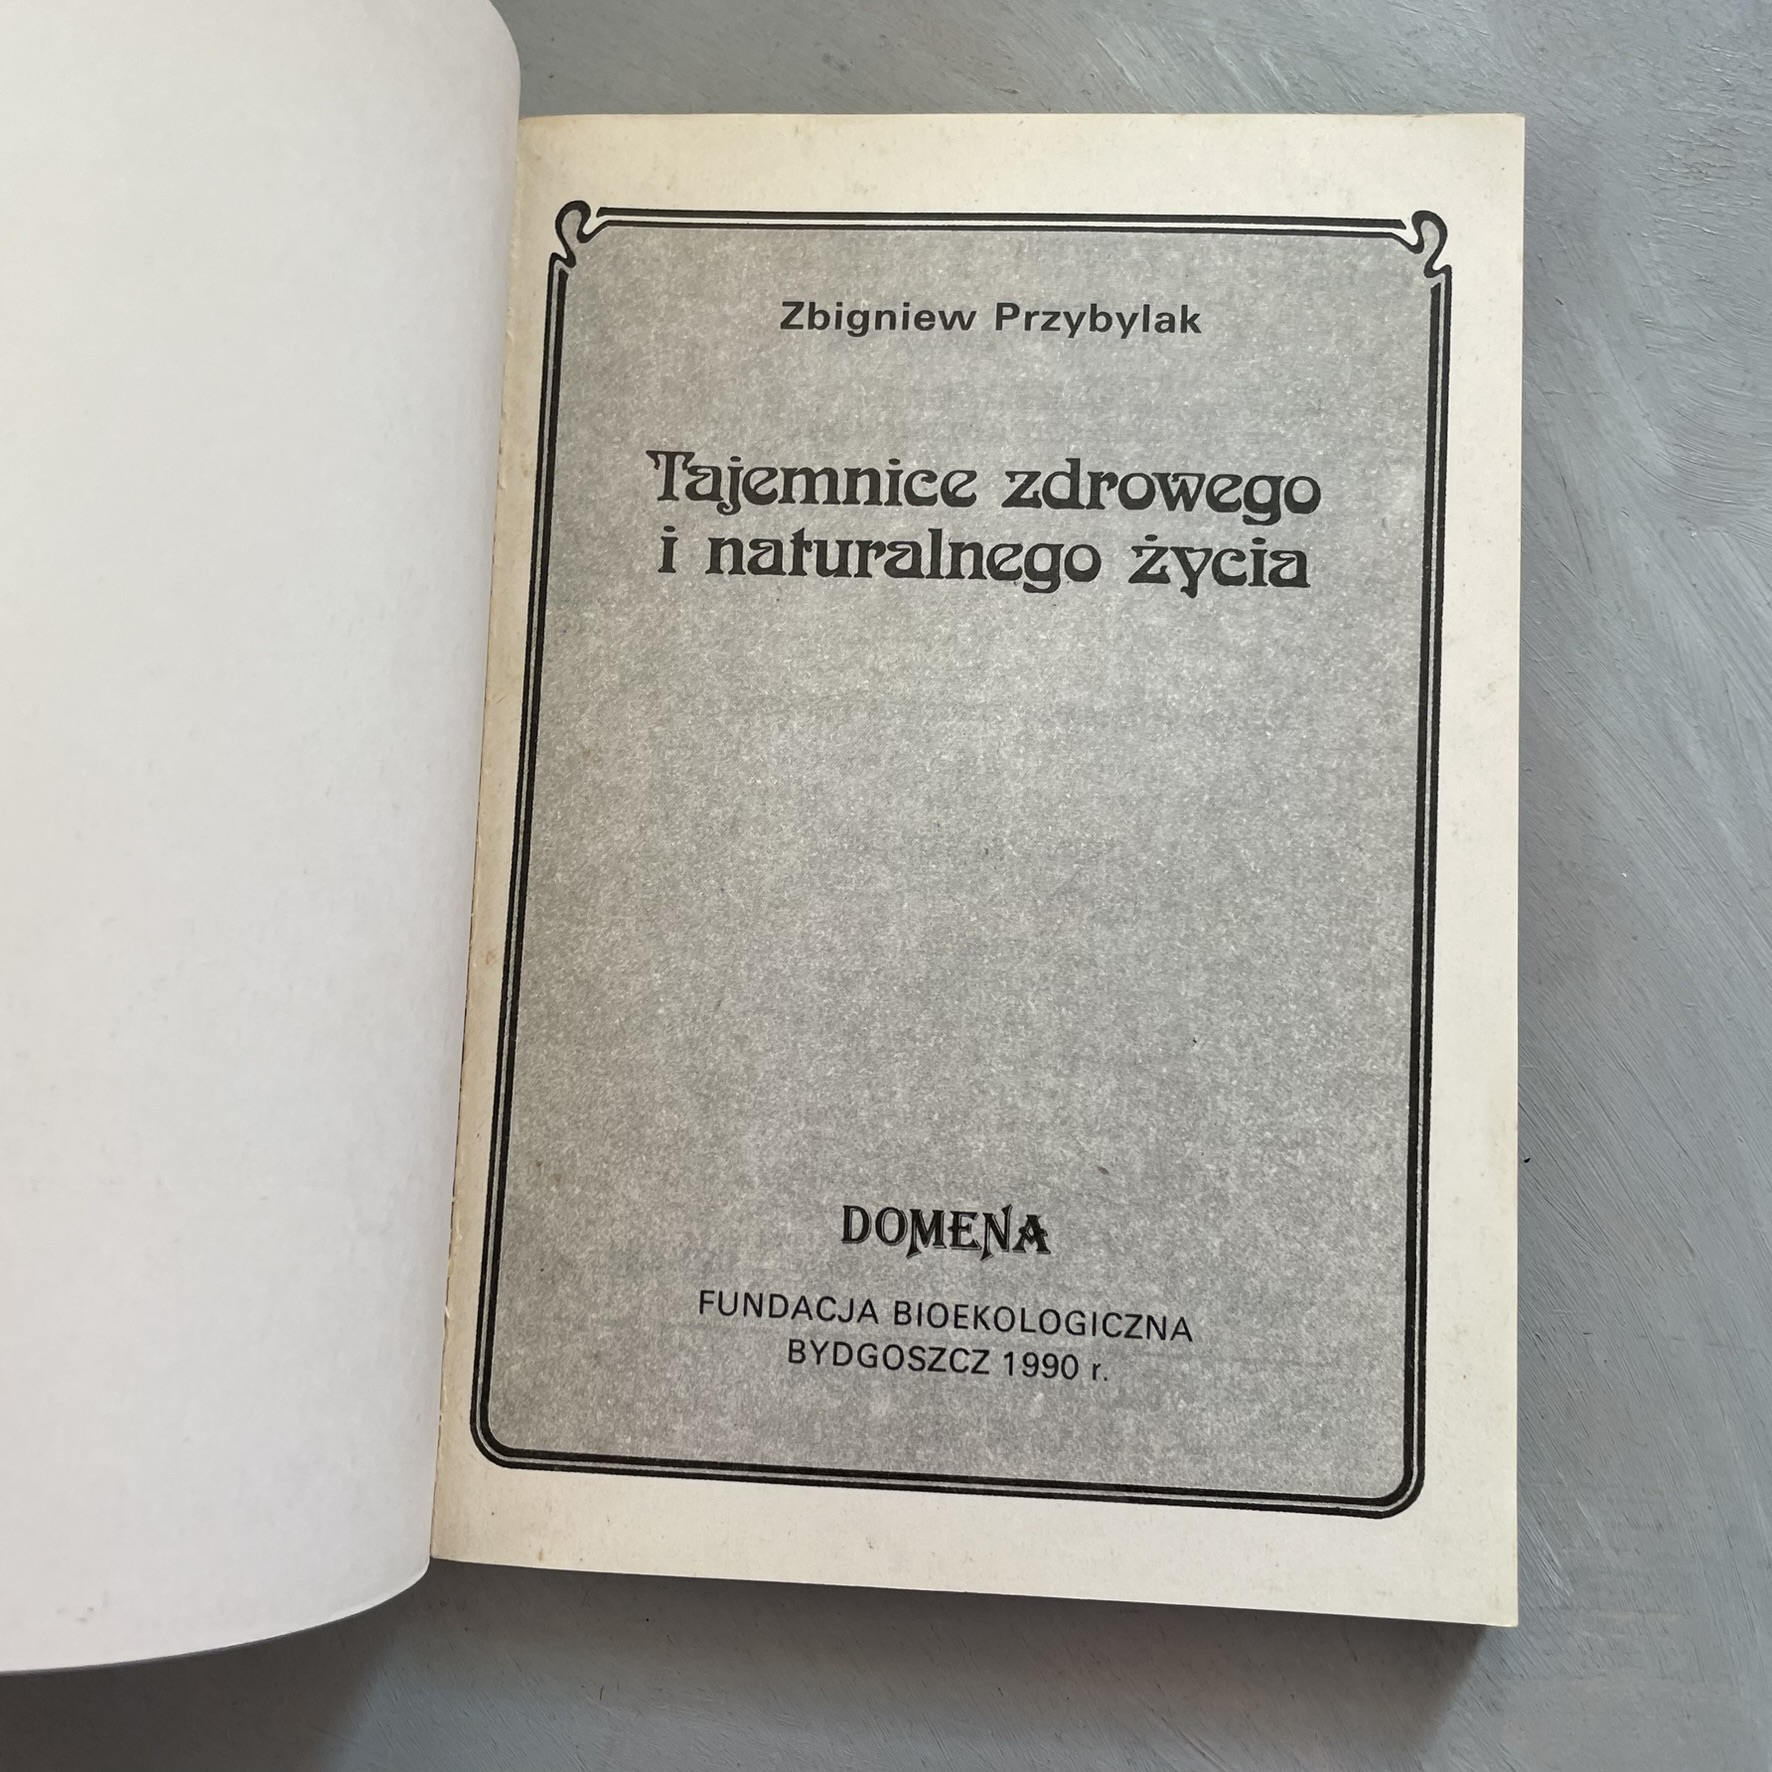 Zbigniew Przybylak
Tajemnice zdrowego
i naturalnego życia
DOMENA
FUNDACJA BIOEKOLOGICZNA
BYDGOSZCZ 1990 r.